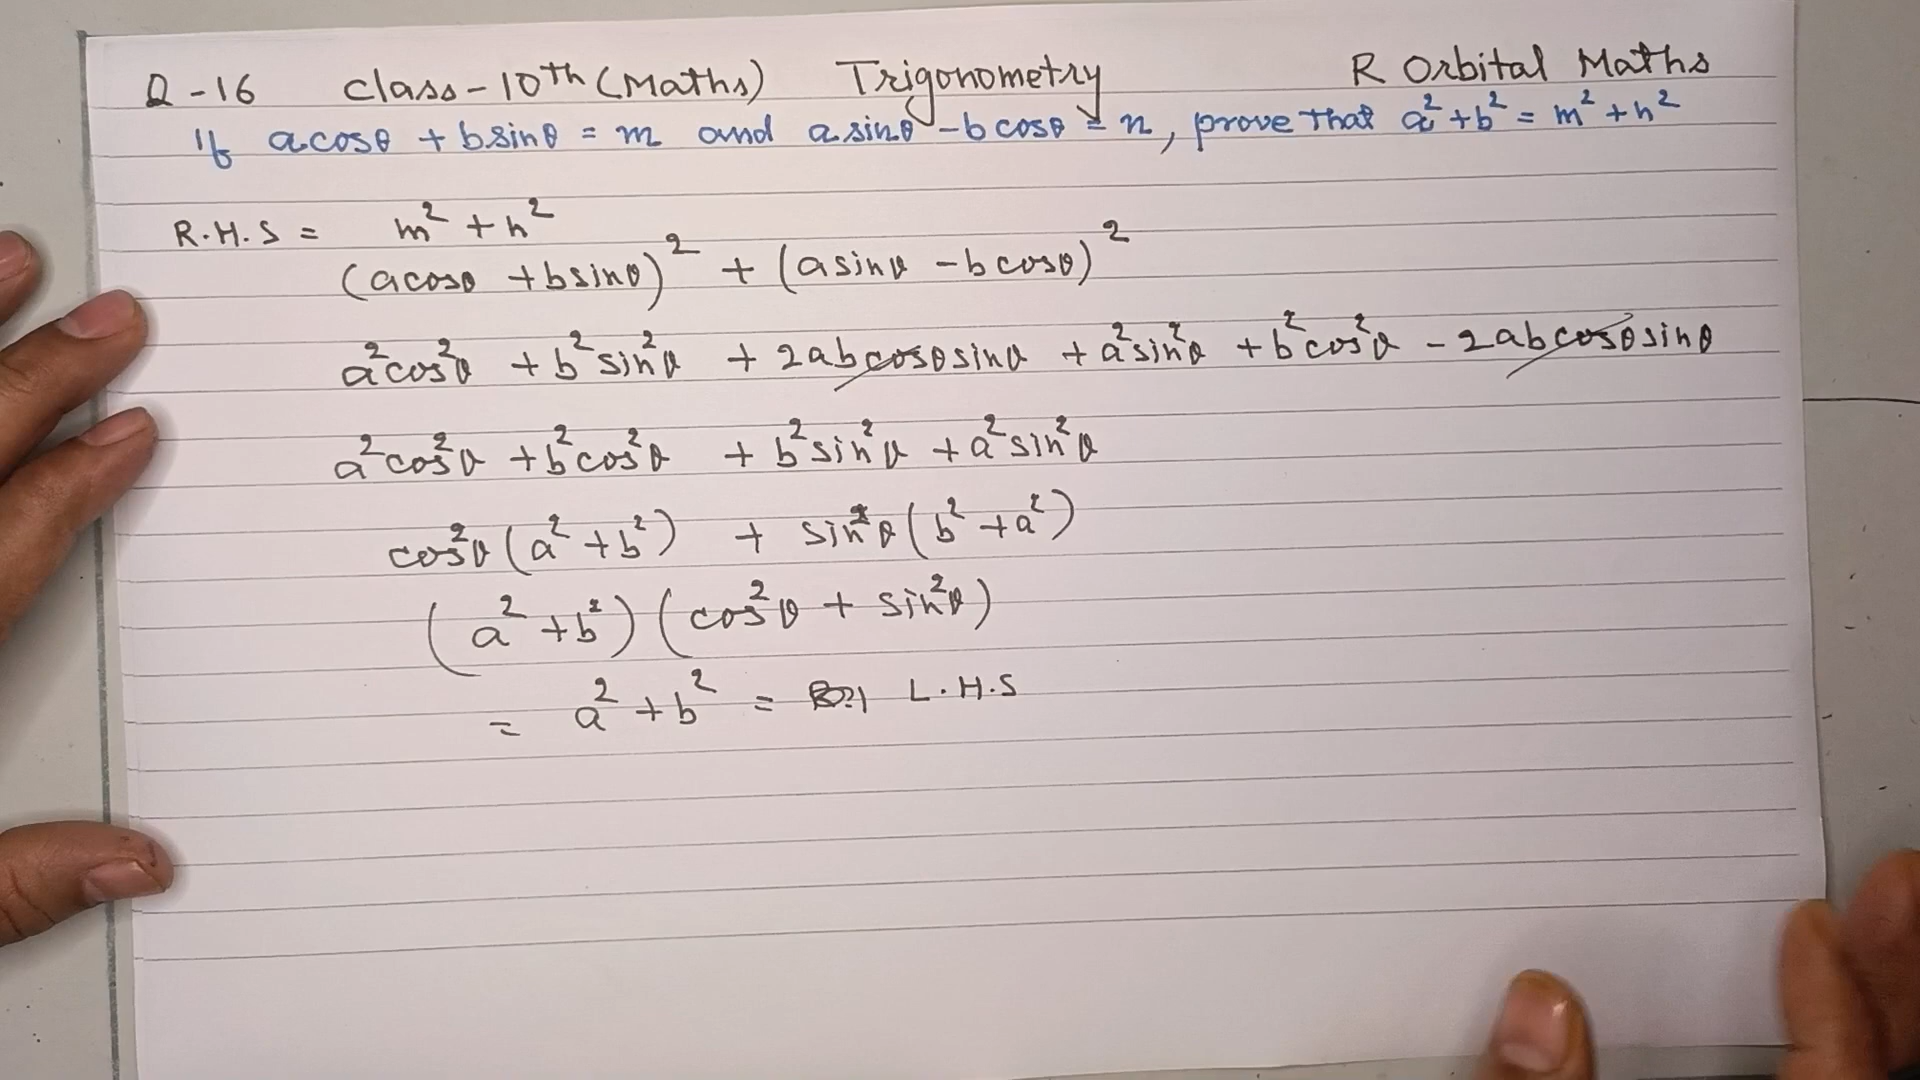 Q-16 class-10th (Maths) Trigonometry R Orbital Maths
If acosθ + bsinθ = m and asinθ - bcosθ = n, prove that a² + b² = m² + n²
R.H.S = m² + n²
(acosθ + bsinθ)² + (asinθ - bcosθ)²
a²cos²θ + b²sin²θ + 2abcosθsinθ + a²sin²θ + b²cos²θ - 2abcosθsinθ
a²cos²θ + b²cos²θ + b²sin²θ + a²sin²θ
cos²θ(a² + b²) + sin²θ(b² + a²)
(a² + b²)(cos²θ + sin²θ)
= a² + b² = L.H.S